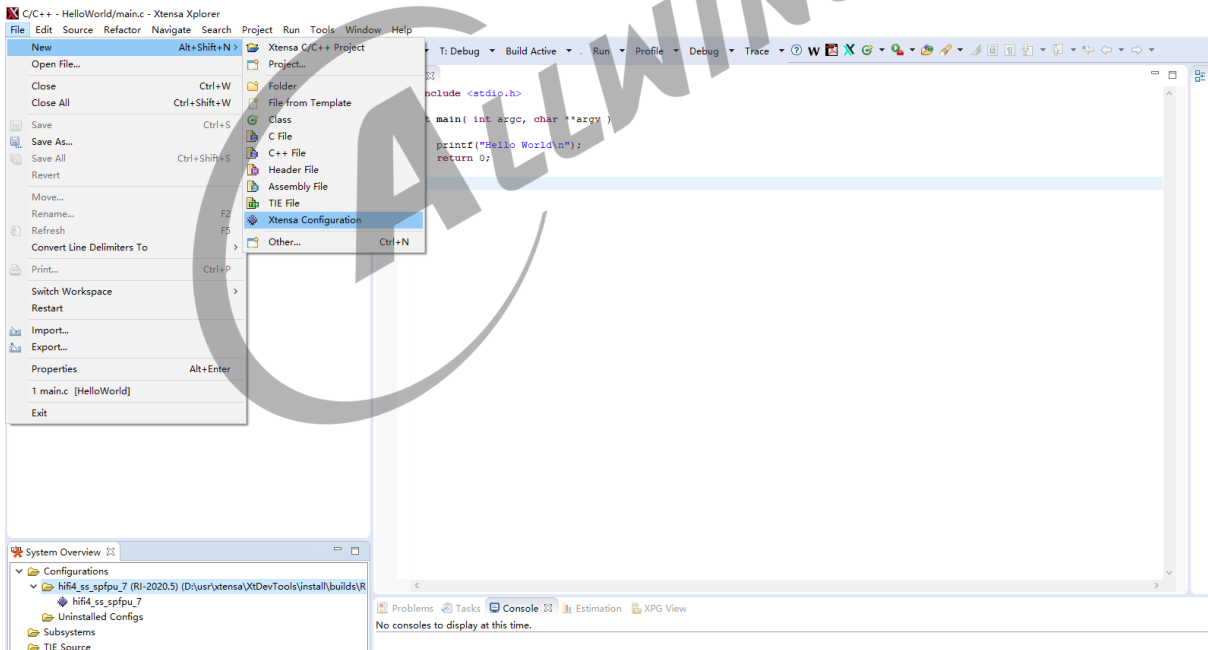 C/C++ - HelloWorld/main.c - Xtensa Xplorer
File Edit Source Refactor Navigate Search Project Run Tools Window Help
T: Debug Build Active . Run Profile Debug Trace
New Alt+Shift+N >
Open File...
Close Ctrl+W
Close All Ctrl+Shift+W
Save Ctrl+S
Save As...
Save All Ctrl+Shift+S
Revert
Move...
Rename... F2
Refresh F5
Convert Line Delimiters To >
Print... Ctrl+P
Switch Workspace >
Restart
Import...
Export...
Properties Alt+Enter
1 main.c [HelloWorld]
Exit
Xtensa C/C++ Project
Project...
Folder
File from Template
Class
C File
C++ File
Header File
Assembly File
TIE File
Xtensa Configuration
Other... Ctrl+N
nclude <stdio.h>
t main( int argc, char **argv )
printf("Hello World\n");
return 0;
ALLWIN
System Overview
Configurations
hifi4_ss_spfpu_7 (RI-2020.5) (D:\usr\xtensa\XtDevTools\install\builds\R
hifi4_ss_spfpu_7
Uninstalled Configs
Subsystems
TIE Source
Problems Tasks Console Estimation XPG View
No consoles to display at this time.